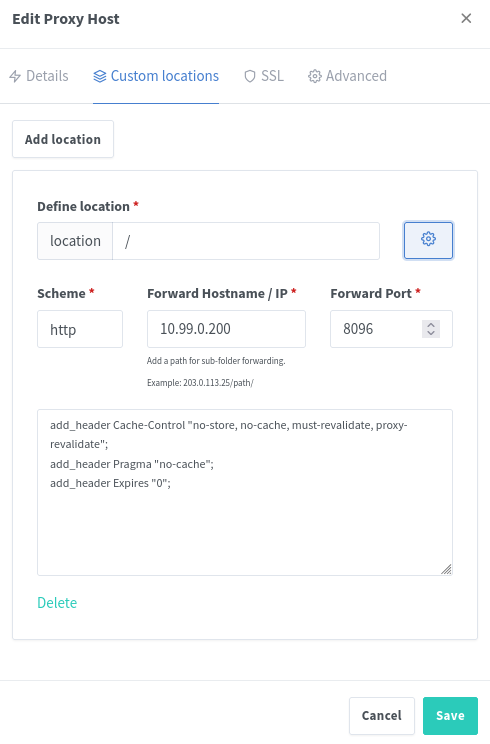 Edit Proxy Host
Details
Custom locations
SSL
Advanced
Add location
Define location *
location
/
Scheme *
Forward Hostname / IP *
Forward Port *
http
10.99.0.200
8096
Add a path for sub-folder forwarding.
Example: 203.0.113.25/path/
add_header Cache-Control "no-store, no-cache, must-revalidate, proxy-
revalidate";
add_header Pragma "no-cache";
add_header Expires "0";
Delete
Cancel
Save